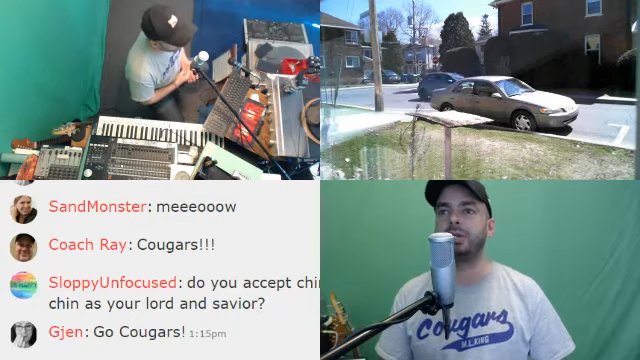 SandMonster: meeeooow
Coach Ray: Cougars!!!
SloppyUnfocused: do you accept chi
chin as your lord and savior?
Gjen: Go Cougars! 1:15pm
Cougars
M.L.KING